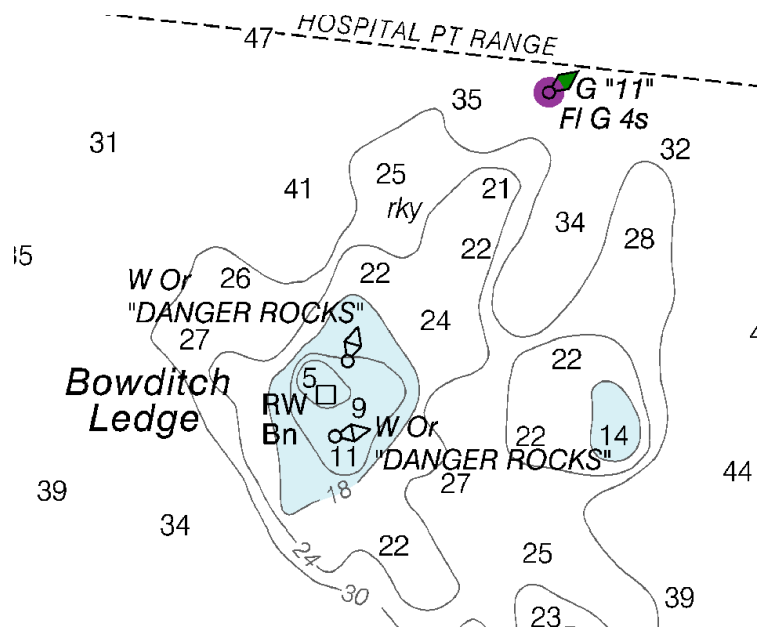 HOSPITAL PT RANGE
47
G "11"
Fl G 4s
35
31
32
25
rky
21
41
34
28
22
26
22
W Or
"DANGER ROCKS"
24
27
22
5
Bowditch
Ledge
RW
Bn
9
W Or
"DANGER ROCKS"
11
22
14
27
18
44
39
34
22
24
25
30
39
23